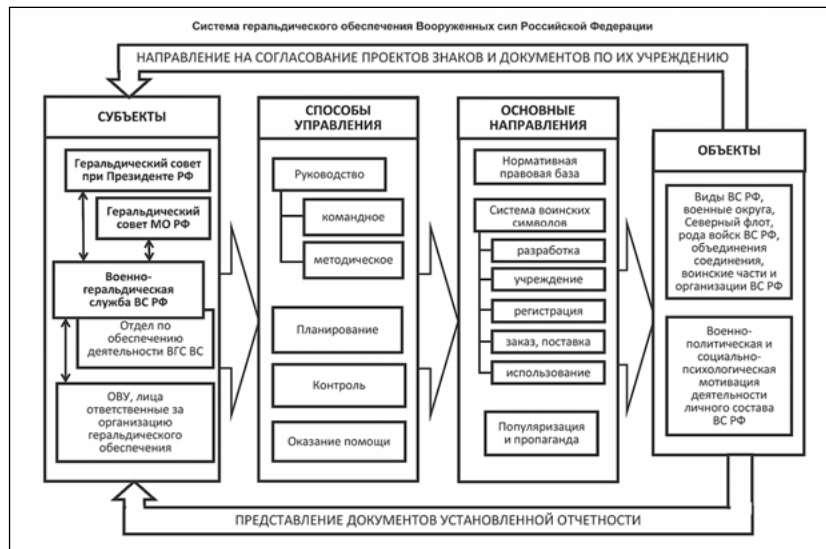 Система геральдического обеспечения Вооруженных сил Российской Федерации
НАПРАВЛЕНИЕ НА СОГЛАСОВАНИЕ ПРОЕКТОВ ЗНАКОВ И ДОКУМЕНТОВ ПО ИХ УЧРЕЖДЕНИЮ
СУБЪЕКТЫ
Геральдический совет
при Президенте РФ
Геральдический
совет МО РФ
Военно-
геральдическая
служба ВС РФ
Отдел по
обеспечению
деятельности ВГС ВС
ОВУ, лица
ответственные за
организацию
геральдического
обеспечения
СПОСОБЫ
УПРАВЛЕНИЯ
Руководство
командное
методическое
Планирование
Контроль
Оказание помощи
ОСНОВНЫЕ
НАПРАВЛЕНИЯ
Нормативная
правовая база
Система воинских
символов
разработка
учреждение
регистрация
заказ, поставка
использование
Популяризация
и пропаганда
ОБЪЕКТЫ
Виды ВС РФ,
военные округа,
Северный флот,
рода войск ВС РФ,
объединения
соединения,
воинские части и
организации ВС РФ
Военно-
политическая и
социально-
психологическая
мотивация
деятельности
личного состава
ВС РФ
ПРЕДСТАВЛЕНИЕ ДОКУМЕНТОВ УСТАНОВЛЕННОЙ ОТЧЕТНОСТИ